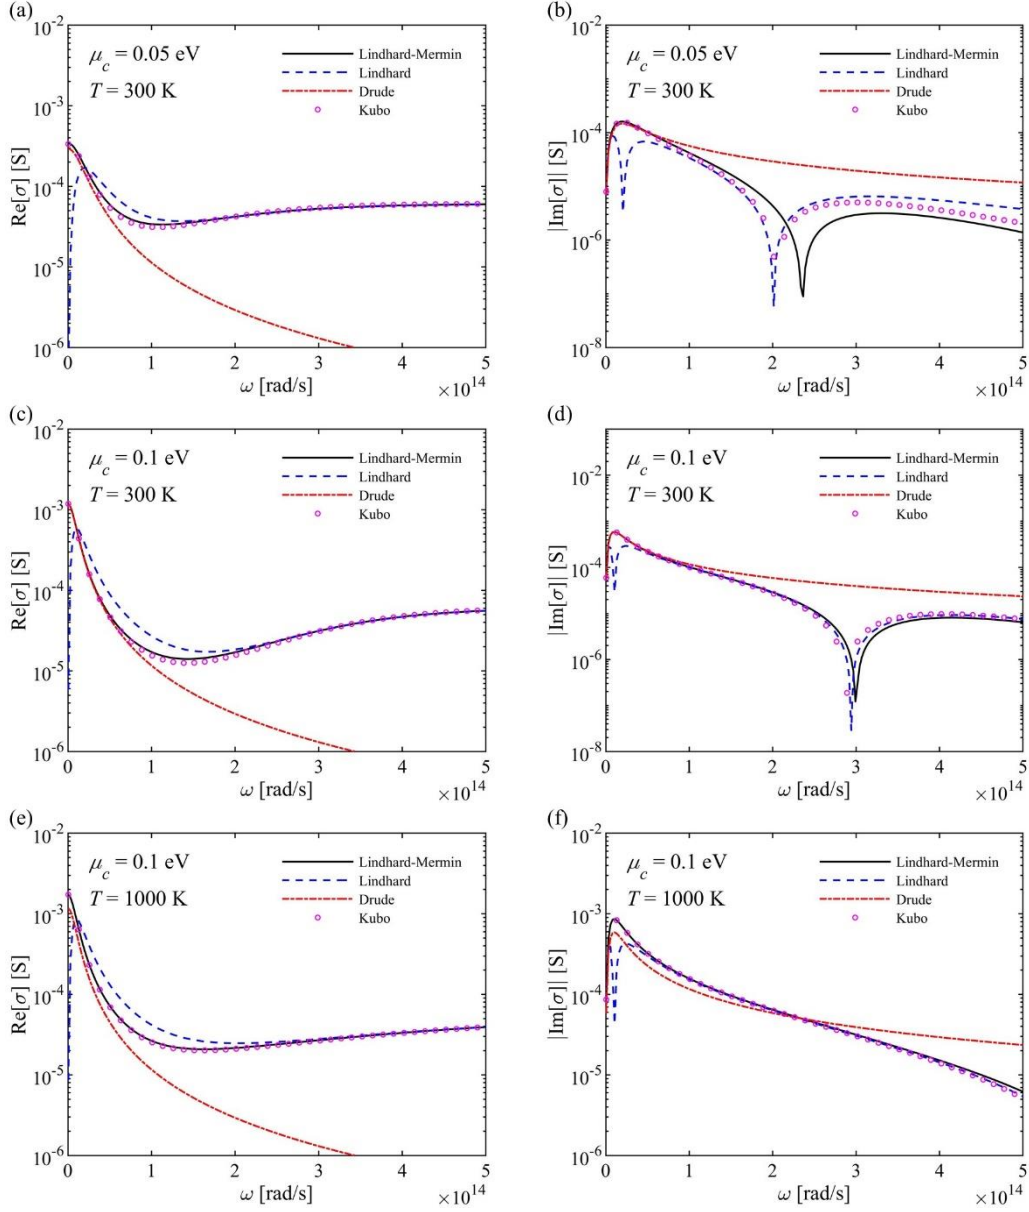 (a)
10^-2
μ_c = 0.05 eV
T = 300 K
Lindhard-Mermin
Lindhard
Drude
Kubo
10^-3
Re[σ] [S]
10^-4
10^-5
10^-6
0 1 2 3 4 5
ω [rad/s]
×10^14
(b)
10^-2
μ_c = 0.05 eV
T = 300 K
Lindhard-Mermin
Lindhard
Drude
Kubo
|Im[σ]| [S]
10^-4
10^-6
10^-8
0 1 2 3 4 5
ω [rad/s]
×10^14
(c)
10^-2
μ_c = 0.1 eV
T = 300 K
Lindhard-Mermin
Lindhard
Drude
Kubo
10^-3
Re[σ] [S]
10^-4
10^-5
10^-6
0 1 2 3 4 5
ω [rad/s]
×10^14
(d)
10^-2
μ_c = 0.1 eV
T = 300 K
Lindhard-Mermin
Lindhard
Drude
Kubo
|Im[σ]| [S]
10^-4
10^-6
10^-8
0 1 2 3 4 5
ω [rad/s]
×10^14
(e)
10^-2
μ_c = 0.1 eV
T = 1000 K
Lindhard-Mermin
Lindhard
Drude
Kubo
10^-3
Re[σ] [S]
10^-4
10^-5
10^-6
0 1 2 3 4 5
ω [rad/s]
×10^14
(f)
10^-2
μ_c = 0.1 eV
T = 1000 K
Lindhard-Mermin
Lindhard
Drude
Kubo
10^-3
|Im[σ]| [S]
10^-4
10^-5
10^-6
0 1 2 3 4 5
ω [rad/s]
×10^14